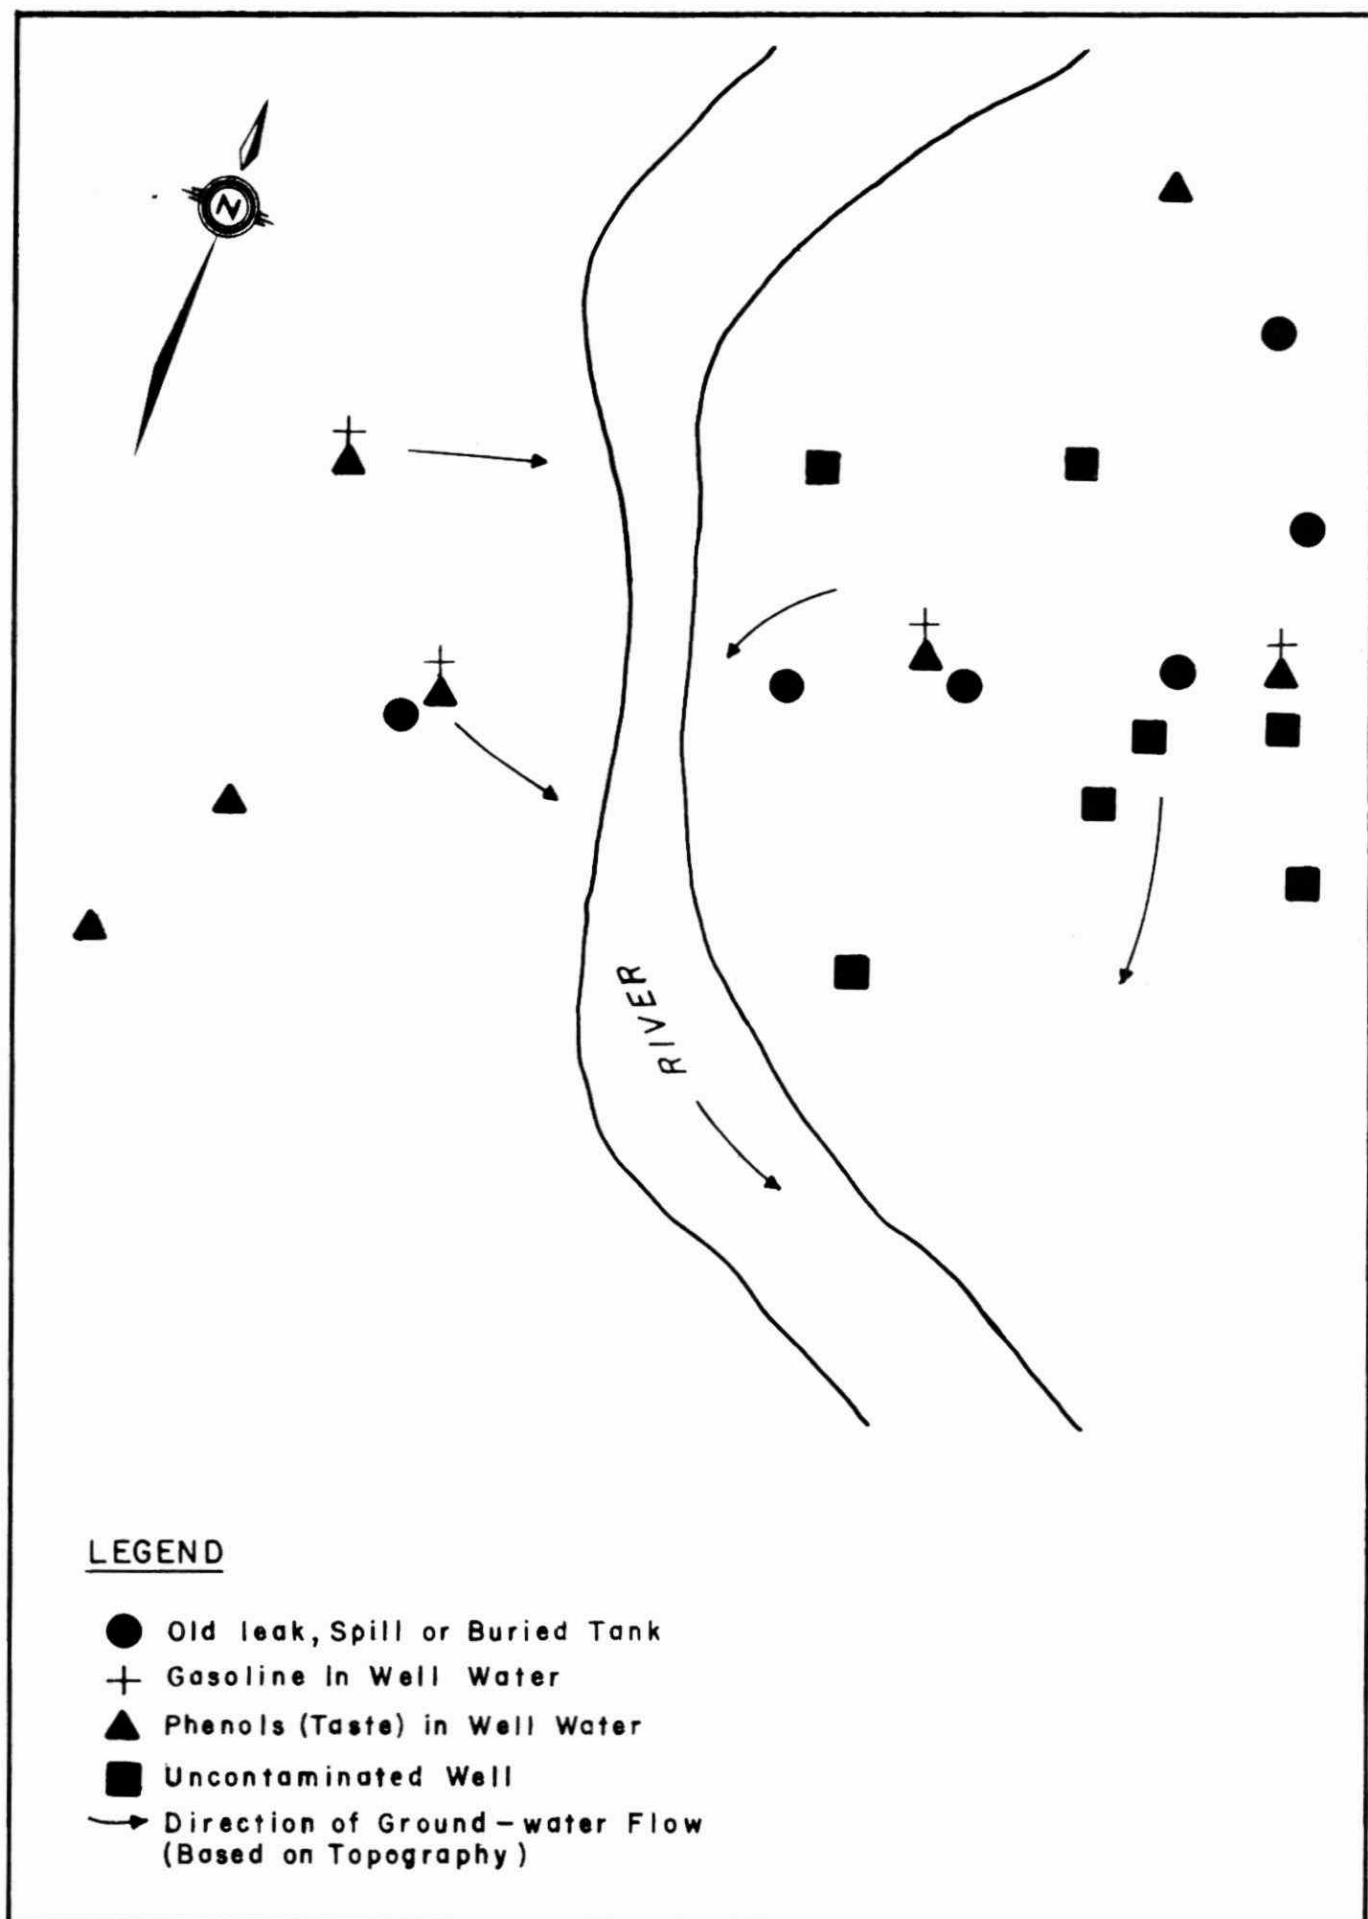 N
RIVER
LEGEND
Old leak, Spill or Buried Tank
Gasoline In Well Water
Phenols (Taste) in Well Water
Uncontaminated Well
Direction of Ground-water Flow
(Based on Topography)